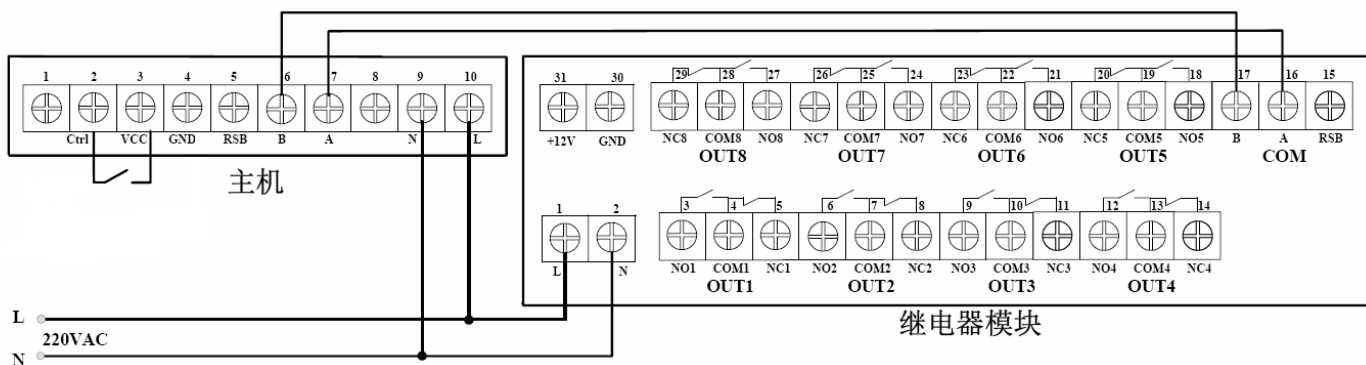 1 2 3 4 5 6 7 8 9 10
Ctrl VCC GND RSB B A N L
主机
31 30 29 28 27 26 25 24 23 22 21 20 19 18 17 16 15
+12V GND NC8 COM8 NO8 NC7 COM7 NO7 NC6 COM6 NO6 NC5 COM5 NO5 B A RSB
OUT8 OUT7 OUT6 OUT5 COM
1 2 3 4 5 6 7 8 9 10 11 12 13 14
L N NO1 COM1 NC1 NO2 COM2 NC2 NO3 COM3 NC3 NO4 COM4 NC4
OUT1 OUT2 OUT3 OUT4
继电器模块
L
220VAC
N